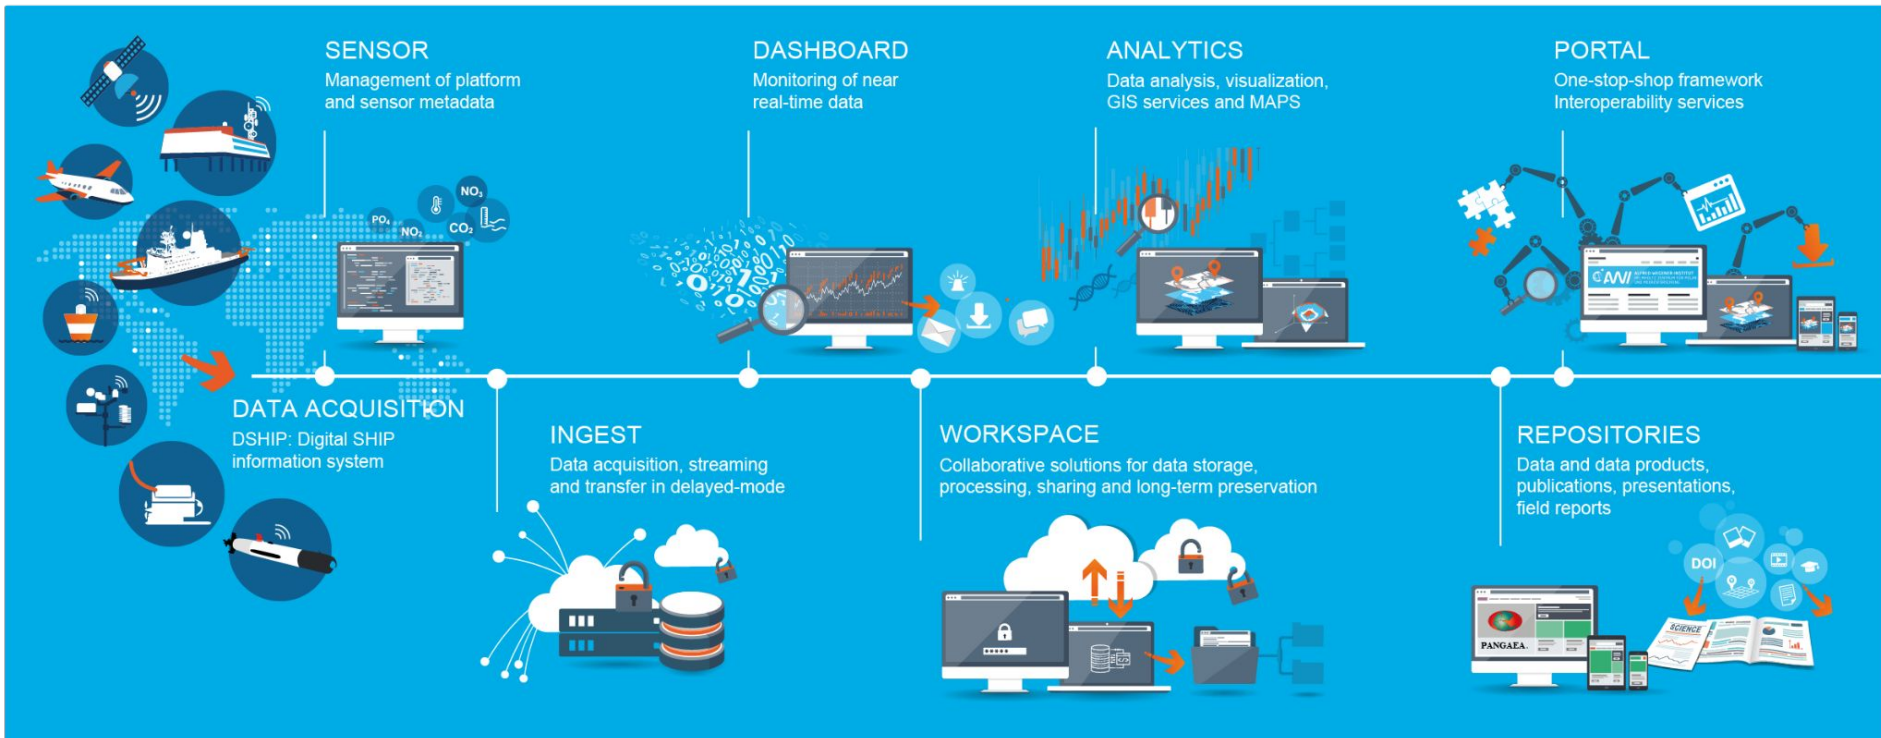 SENSOR
Management of platform
and sensor metadata
DASHBOARD
Monitoring of near
real-time data
ANALYTICS
Data analysis, visualization,
GIS services and MAPS
PORTAL
One-stop-shop framework
Interoperability services
PO₄
NO₂
NO₃
CO₂
AWI
ALFRED-WEGENER-INSTITUT
DATA ACQUISITION
DSHIP: Digital SHIP
information system
INGEST
Data acquisition, streaming
and transfer in delayed-mode
WORKSPACE
Collaborative solutions for data storage,
processing, sharing and long-term preservation
REPOSITORIES
Data and data products,
publications, presentations,
field reports
DOI
SCIENCE
PANGAEA.